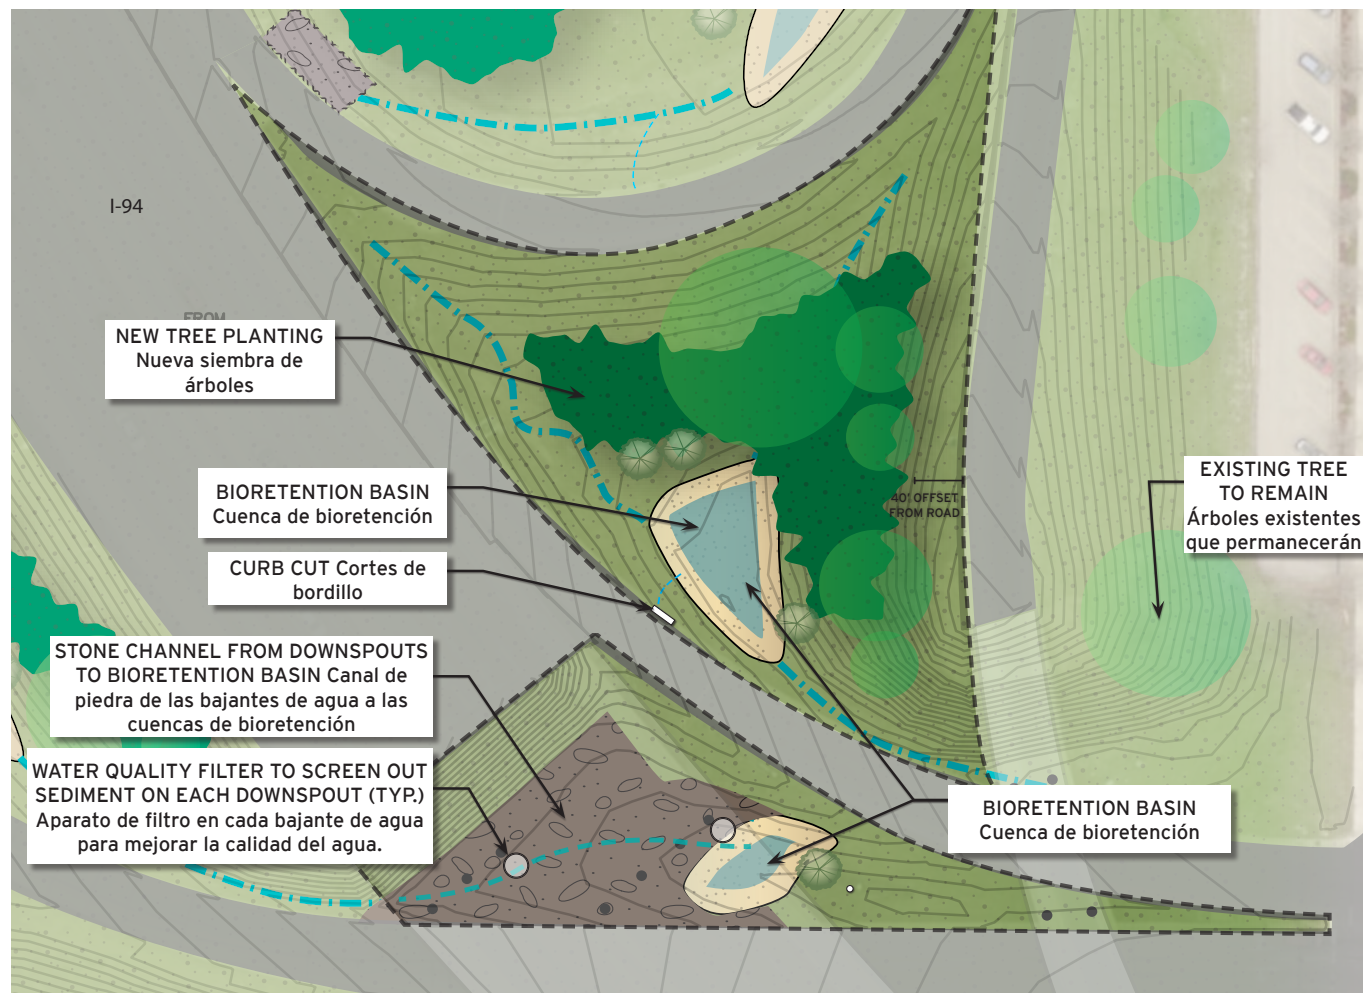 I-94
FROM
NEW TREE PLANTING
Nueva siembra de
árboles
BIORETENTION BASIN
Cuenca de bioretención
CURB CUT Cortes de
bordillo
STONE CHANNEL FROM DOWNSPOUTS
TO BIORETENTION BASIN Canal de
piedra de las bajantes de agua a las
cuencas de bioretención
WATER QUALITY FILTER TO SCREEN OUT
SEDIMENT ON EACH DOWNSPOUT (TYP.)
Aparato de filtro en cada bajante de agua
para mejorar la calidad del agua.
40' OFFSET
FROM ROAD
EXISTING TREE
TO REMAIN
Árboles existentes
que permanecerán
BIORETENTION BASIN
Cuenca de bioretención